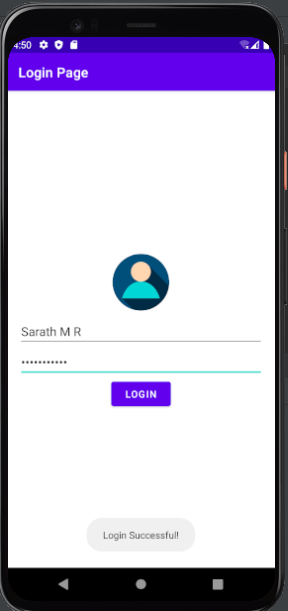 4:50
Login Page
Sarath M R
•••••••••••
LOGIN
Login Successful!